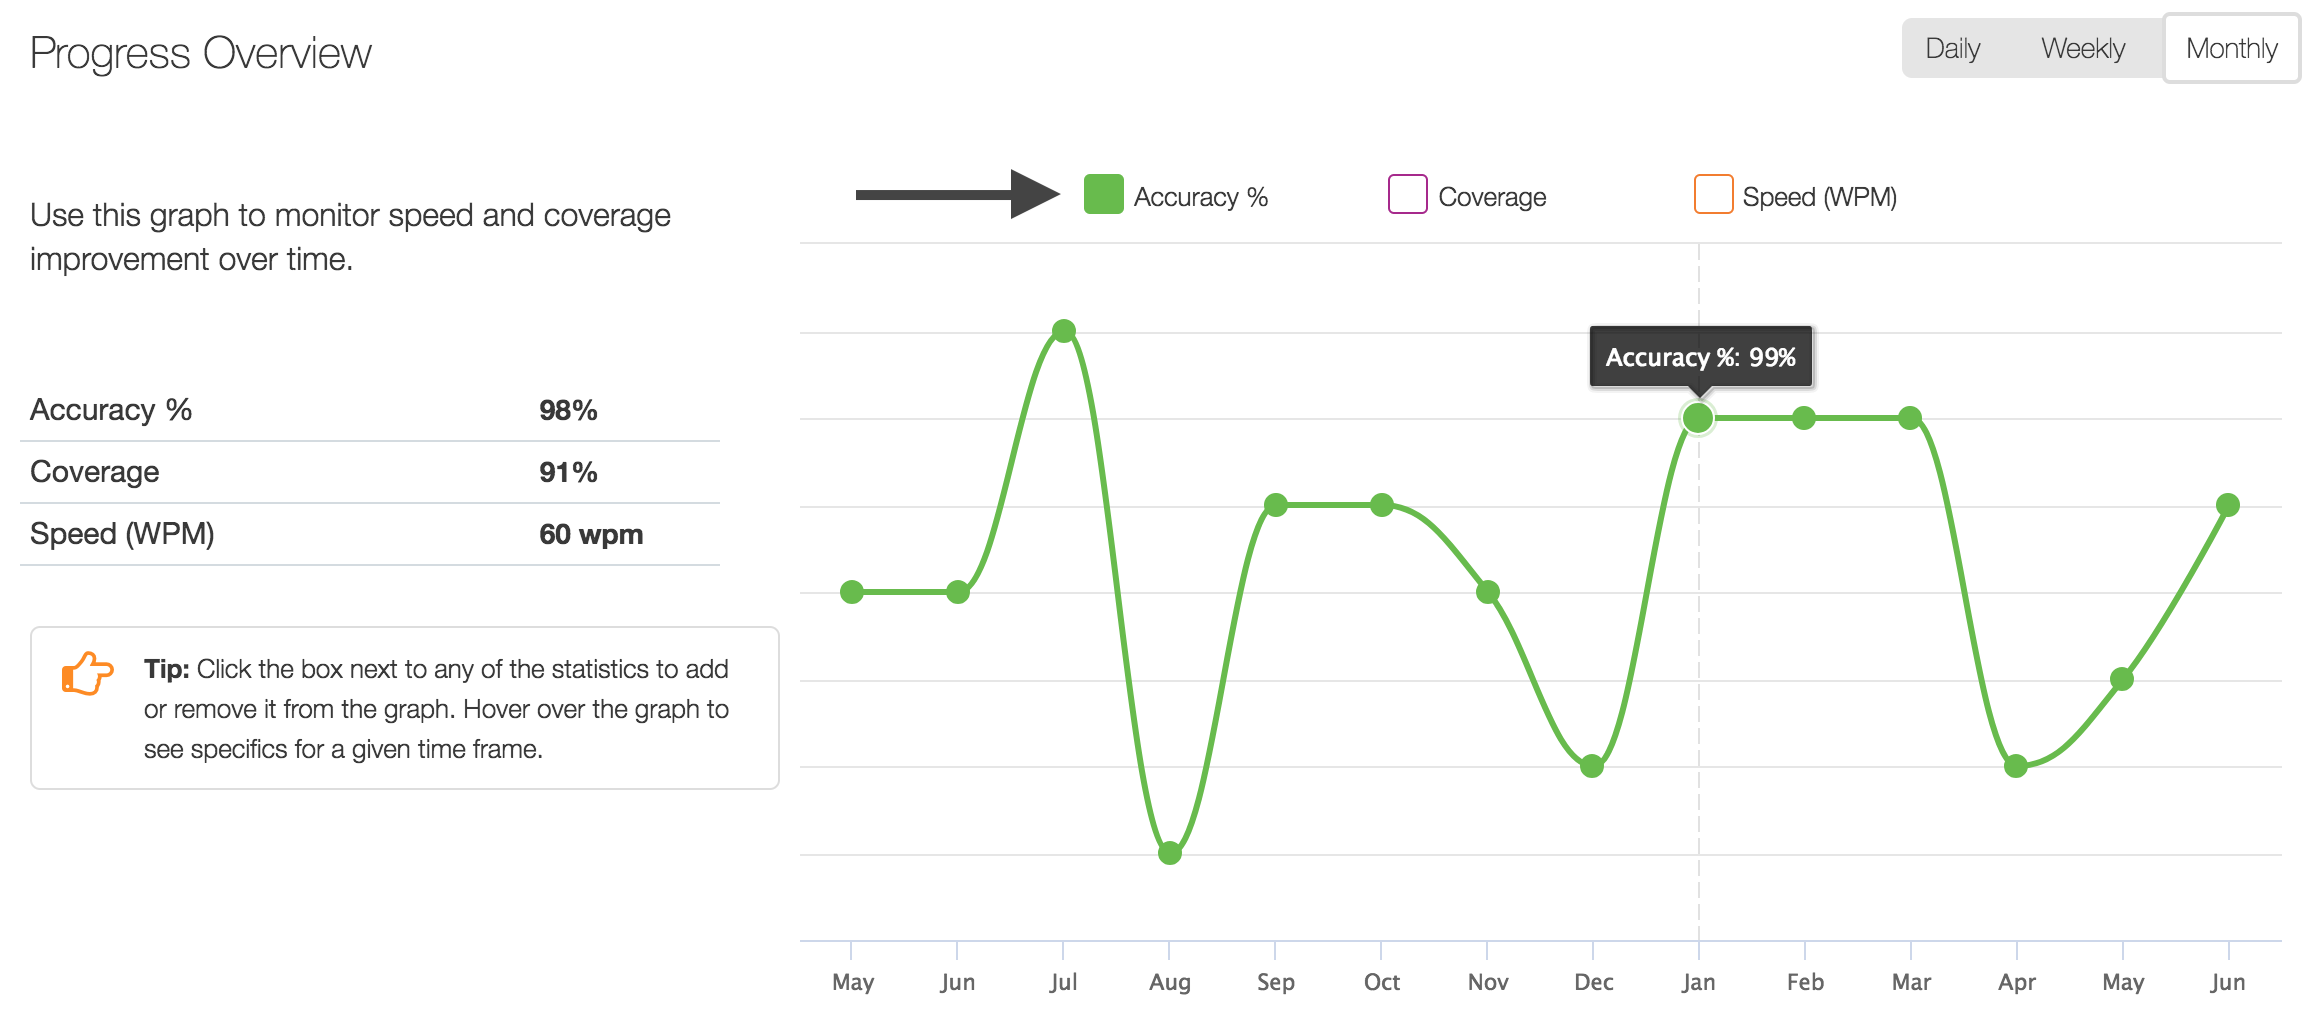 Progress Overview
Daily Weekly Monthly
Use this graph to monitor speed and coverage
improvement over time.
Accuracy % 98%
Coverage 91%
Speed (WPM) 60 wpm
Tip: Click the box next to any of the statistics to add
or remove it from the graph. Hover over the graph to
see specifics for a given time frame.
Accuracy % Coverage Speed (WPM)
Accuracy %: 99%
May Jun Jul Aug Sep Oct Nov Dec Jan Feb Mar Apr May Jun